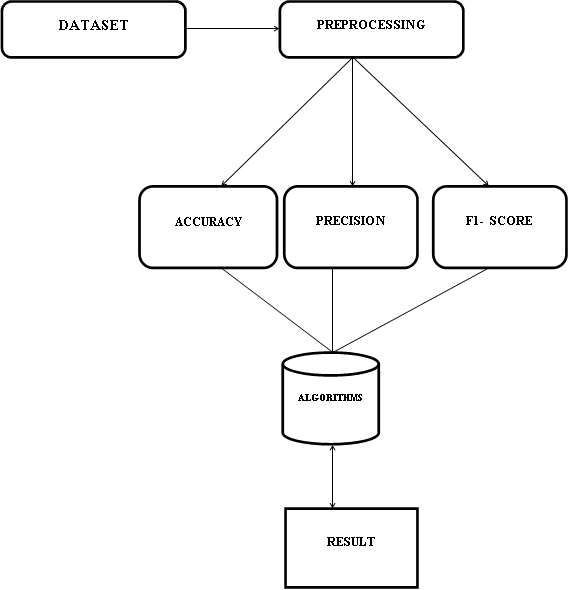 DATASET
PREPROCESSING
ACCURACY
PRECISION
F1- SCORE
ALGORITHMS
RESULT